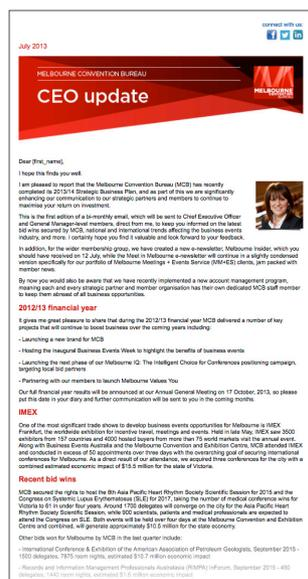 connect with us:
July 2013
MELBOURNE CONVENTION BUREAU
CEO update
MELBOURNE
CONVENTION
BUREAU
Dear [first_name],
I hope this finds you well.
I am pleased to report that the Melbourne Convention Bureau (MCB) has recently
completed its 2013/14 Strategic Business Plan, and as part of this we are significantly
enhancing our communication to our strategic partners and members to continue to
maximise your return on investment.
This is the first edition of a bi-monthly email, which will be sent to Chief Executive Officer
and General Manager-level members, direct from me, to keep you informed on the latest
bid wins secured by MCB, national and international trends affecting the business events
industry, and more. I certainly hope you find it valuable and look forward to your feedback.
In addition, for the wider membership group, we have created a new e-newsletter, Melbourne Insider, which you
should have received on 12 July, while the Meet in Melbourne e-newsletter will continue in a slightly condensed
version specifically for our portfolio of Melbourne Meetings + Events Service (MM+ES) clients, jam packed with
member news.
By now you would also be aware that we have recently implemented a new account management program,
meaning each and every strategic partner and member organisation has their own dedicated MCB staff member
to keep them abreast of all business opportunities.
2012/13 financial year
It gives me great pleasure to share that during the 2012/13 financial year MCB delivered a number of key
projects that will continue to boost business over the coming years including:
- Launching a new brand for MCB
- Hosting the inaugural Business Events Week to highlight the benefits of business events
- Launching the next phase of our Melbourne IQ: The Intelligent Choice for Conferences positioning campaign,
targeting local bid partners
- Partnering with our members to launch Melbourne Values You
Our full financial year results will be announced at our Annual General Meeting on 17 October, 2013, so please
put this date in your diary and further communication will be sent to you in the coming months.
IMEX
One of the most significant trade shows to develop business events opportunities for Melbourne is IMEX
Frankfurt, the worldwide exhibition for incentive travel, meetings and events. Held in late May, IMEX saw 3500
exhibitors from 157 countries and 4000 hosted buyers from more than 75 world markets visit the annual event.
Along with Business Events Australia and the Melbourne Convention and Exhibition Centre, MCB attended IMEX
and conducted in excess of 50 appointments over three days with the overarching goal of securing international
conferences for Melbourne. As a direct result of our attendance, we acquired three conferences for the city with a
combined estimated economic impact of $15.5 million for the state of Victoria.
Recent bid wins
MCB secured the rights to host the 8th Asia Pacific Heart Rhythm Society Scientific Session for 2015 and the
Congress on Systemic Lupus Erythematosus (SLE) for 2017, taking the number of medical conference wins for
Victoria to 61 in under four years. Around 1700 delegates will converge on the city for the Asia Pacific Heart
Rhythm Society Scientific Session, while 900 scientists, patients and medical professionals are expected to
attend the Congress on SLE. Both events will be held over four days at the Melbourne Convention and Exhibition
Centre and combined, will generate approximately $10.5 million for the state economy.
Other bids won for Melbourne by MCB in the last quarter include:
- International Conference & Exhibition of the American Association of Petroleum Geologists, September 2015 -
1500 delegates, 7875 room nights, estimated $10.7 million economic impact
- Records and Information Management Professionals Australasia (RIMPA) inForum, September 2015 - 450
delegates, 1440 room nights, estimated $1.6 million economic impact